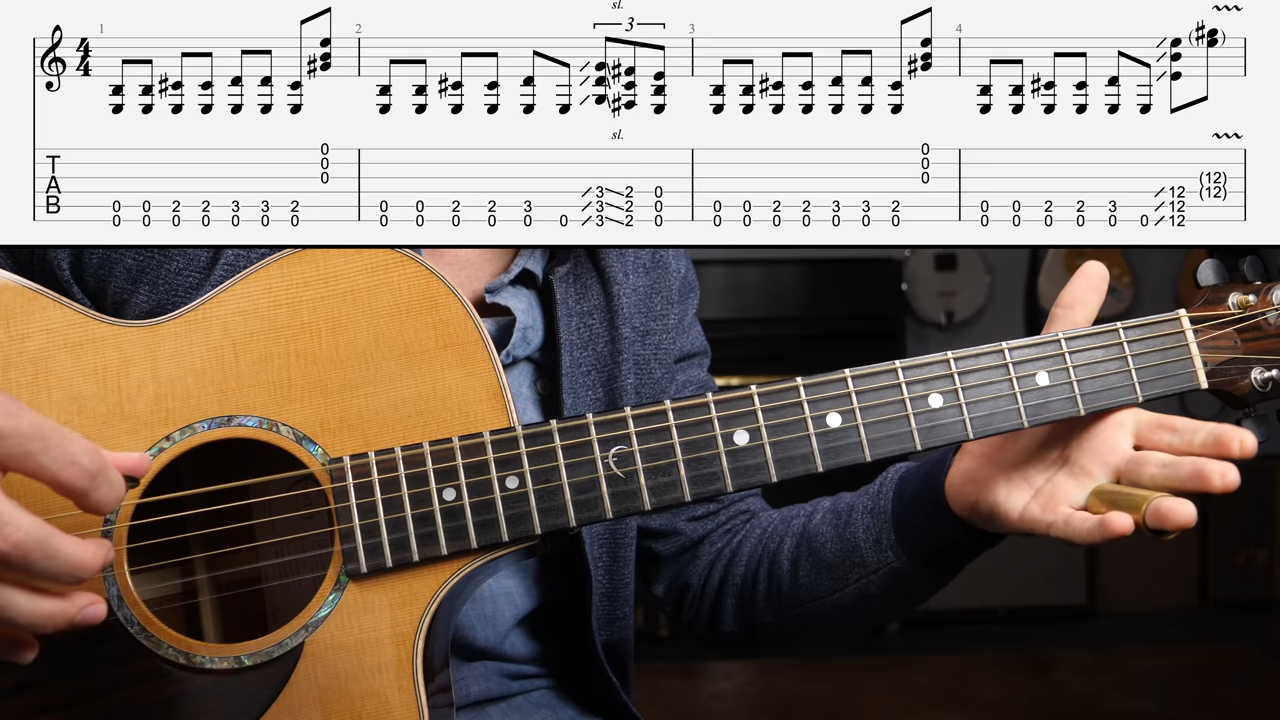 sl.
3
1 2 3 4
4
4
sl.
0 0
0 0
T 0 0 (12)
A 3 2 0 12 (12)
B 0 0 2 2 3 3 2 0 0 2 2 3 3 2 0 0 0 2 2 3 3 2 0 0 2 2 3 12
0 0 0 0 0 0 0 0 0 0 0 0 0 3 2 0 0 0 0 0 0 0 0 0 0 0 0 0 0 12